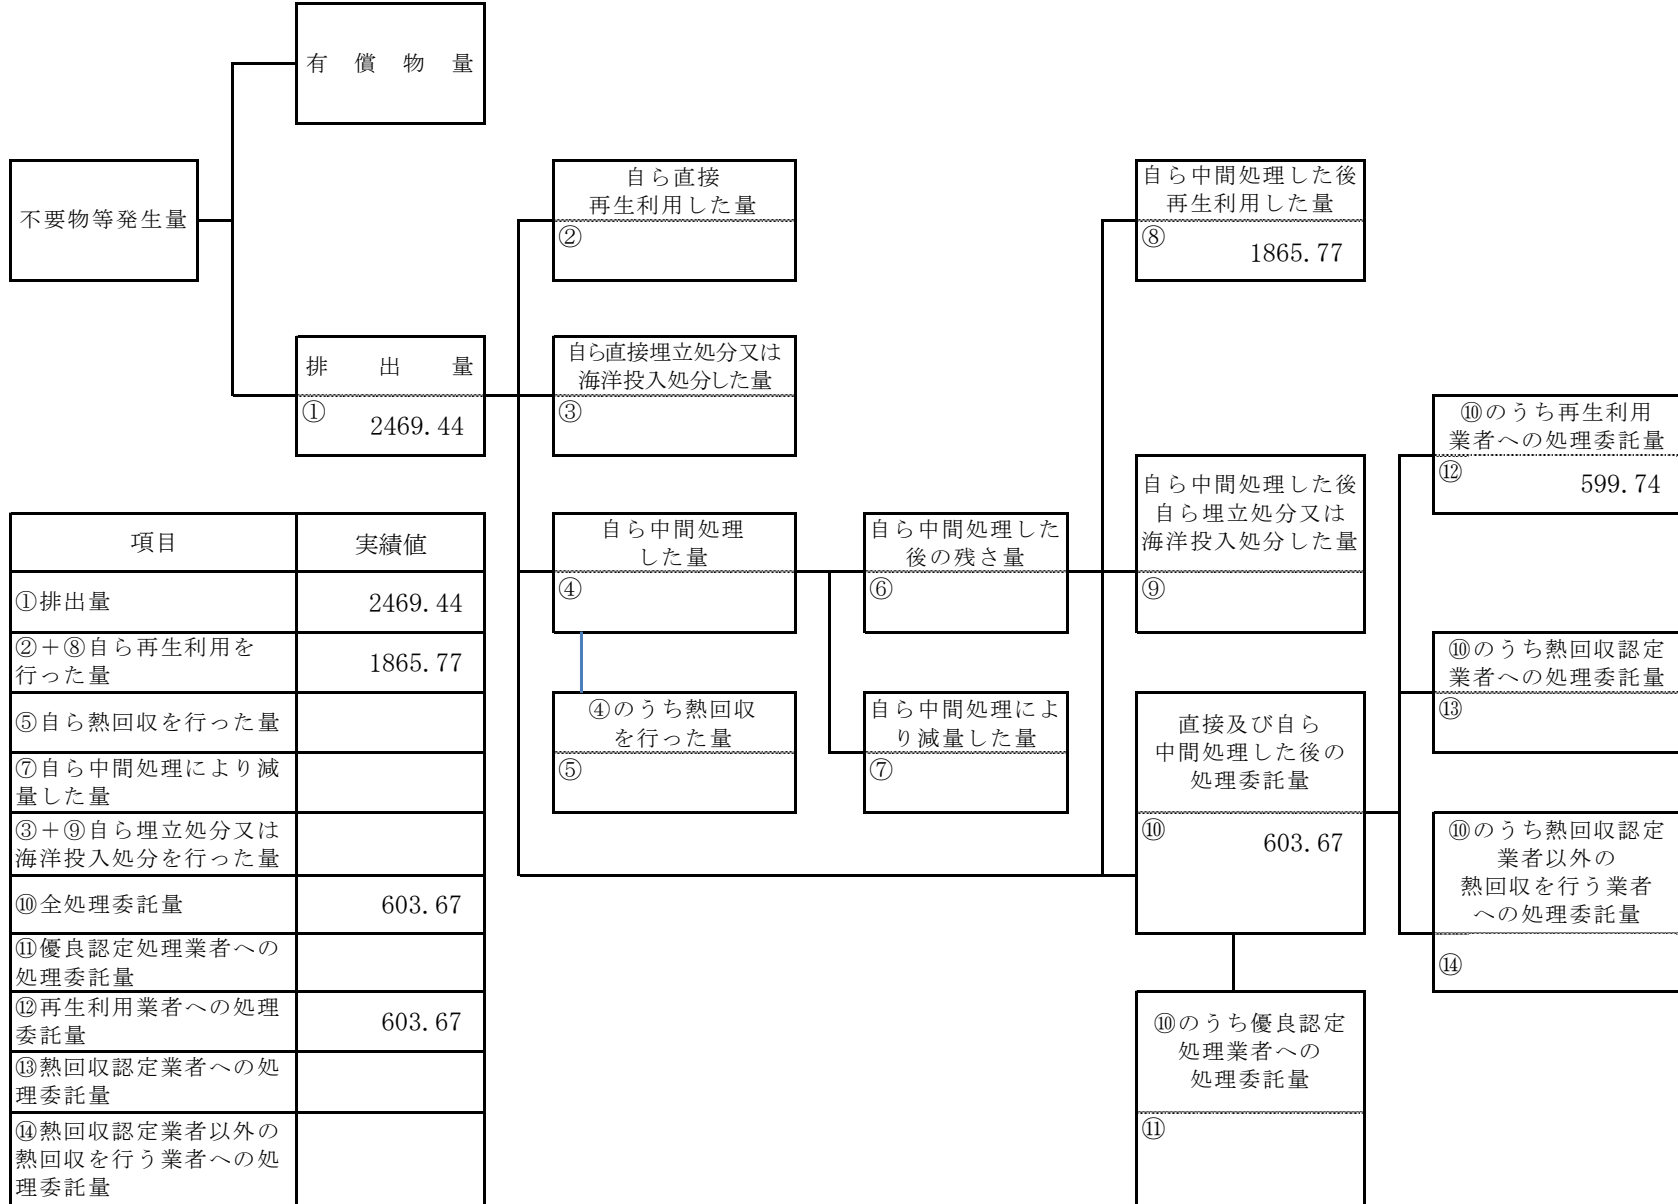 有償物量
不要物等発生量
排出量
①
2469.44
自ら直接
再生利用した量
②
自ら直接埋立処分又は
海洋投入処分した量
③
自ら中間処理
した量
④
④のうち熱回収
を行った量
⑤
自ら中間処理した
後の残さ量
⑥
自ら中間処理によ
り減量した量
⑦
自ら中間処理した後
再生利用した量
⑧
1865.77
自ら中間処理した後
自ら埋立処分又は
海洋投入処分した量
⑨
直接及び自ら
中間処理した後の
処理委託量
⑩
603.67
⑩のうち優良認定
処理業者への
処理委託量
⑪
⑩のうち再生利用
業者への処理委託量
⑫
599.74
⑩のうち熱回収認定
業者への処理委託量
⑬
⑩のうち熱回収認定
業者以外の
熱回収を行う業者
への処理委託量
⑭
項目 実績値
①排出量 2469.44
②+⑧自ら再生利用を
行った量 1865.77
⑤自ら熱回収を行った量
⑦自ら中間処理により減
量した量
③+⑨自ら埋立処分又は
海洋投入処分を行った量
⑩全処理委託量 603.67
⑪優良認定処理業者への
処理委託量
⑫再生利用業者への処理
委託量 603.67
⑬熱回収認定業者への処
理委託量
⑭熱回収認定業者以外の
熱回収を行う業者への処
理委託量